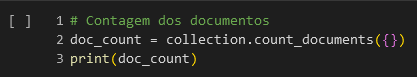 [ ] 1 # Contagem dos documentos
2 doc_count = collection.count_documents({})
3 print(doc_count)